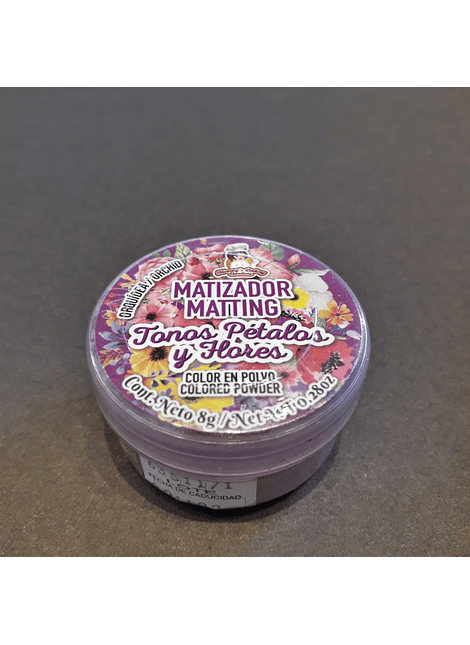 ORQUÍDEA / ORCHID
MATIZADOR
MATTING
Tonos Pétalos
y Flores
COLOR EN POLVO
COLORED POWDER
Cont. Neto 8g / Net 0.28oz
LOTE
FECHA DE CADUCIDAD